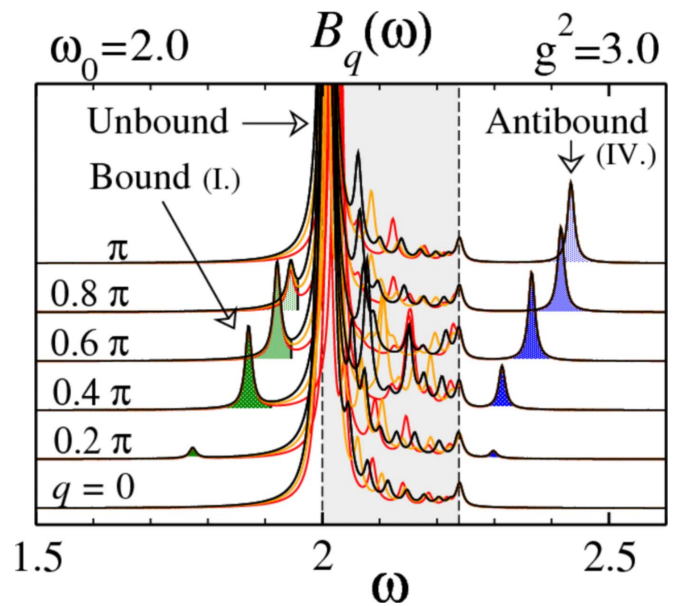 ω₀=2.0 B_q(ω) g²=3.0
Unbound
Antibound
(IV.)
Bound (I.)
π
0.8 π
0.6 π
0.4 π
0.2 π
q = 0
1.5 2 2.5
ω